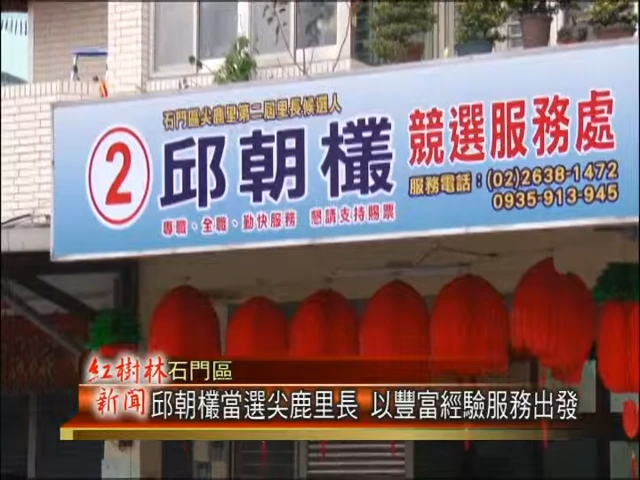 石門區尖鹿里第二屆里長候選人
2
邱朝欉
競選服務處
服務電話：(02)2638-1472
0935-913-945
專職、全職、勤快服務 懇請支持賜票
紅樹林 石門區
新聞 邱朝欉當選尖鹿里長 以豐富經驗服務出發